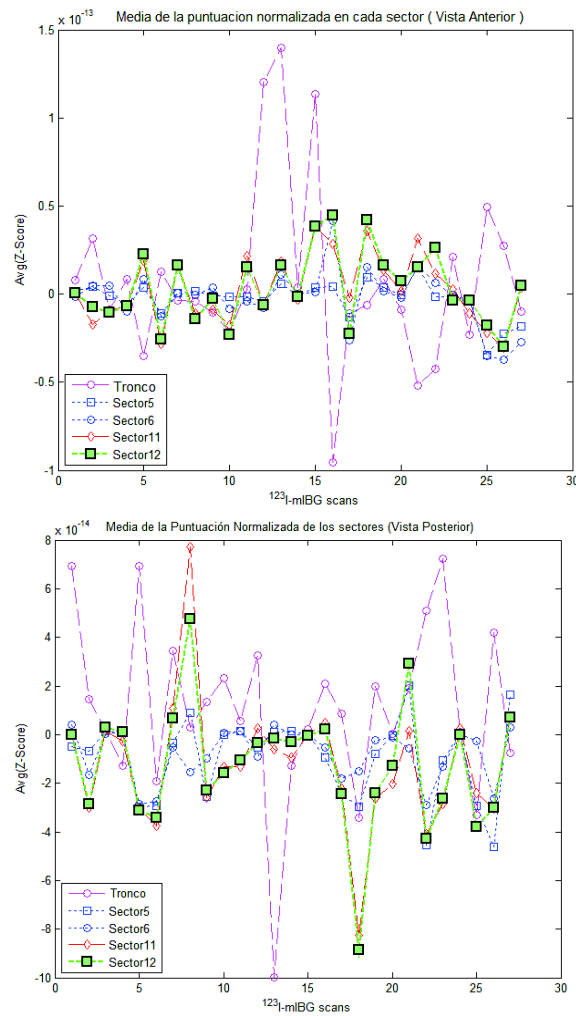 Media de la puntuacion normalizada en cada sector ( Vista Anterior )
x 10⁻¹³
1.5
1
0.5
0
-0.5
-1
Avg(Z-Score)
Tronco
Sector5
Sector6
Sector11
Sector12
0 5 10 15 20 25 30
¹²³I-mIBG scans
Media de la Puntuación Normalizada de los sectores (Vista Posterior)
x 10⁻¹⁴
8
6
4
2
0
-2
-4
-6
-8
-10
Avg(Z-Score)
Tronco
Sector5
Sector6
Sector11
Sector12
0 5 10 15 20 25 30
¹²³I-mIBG scans